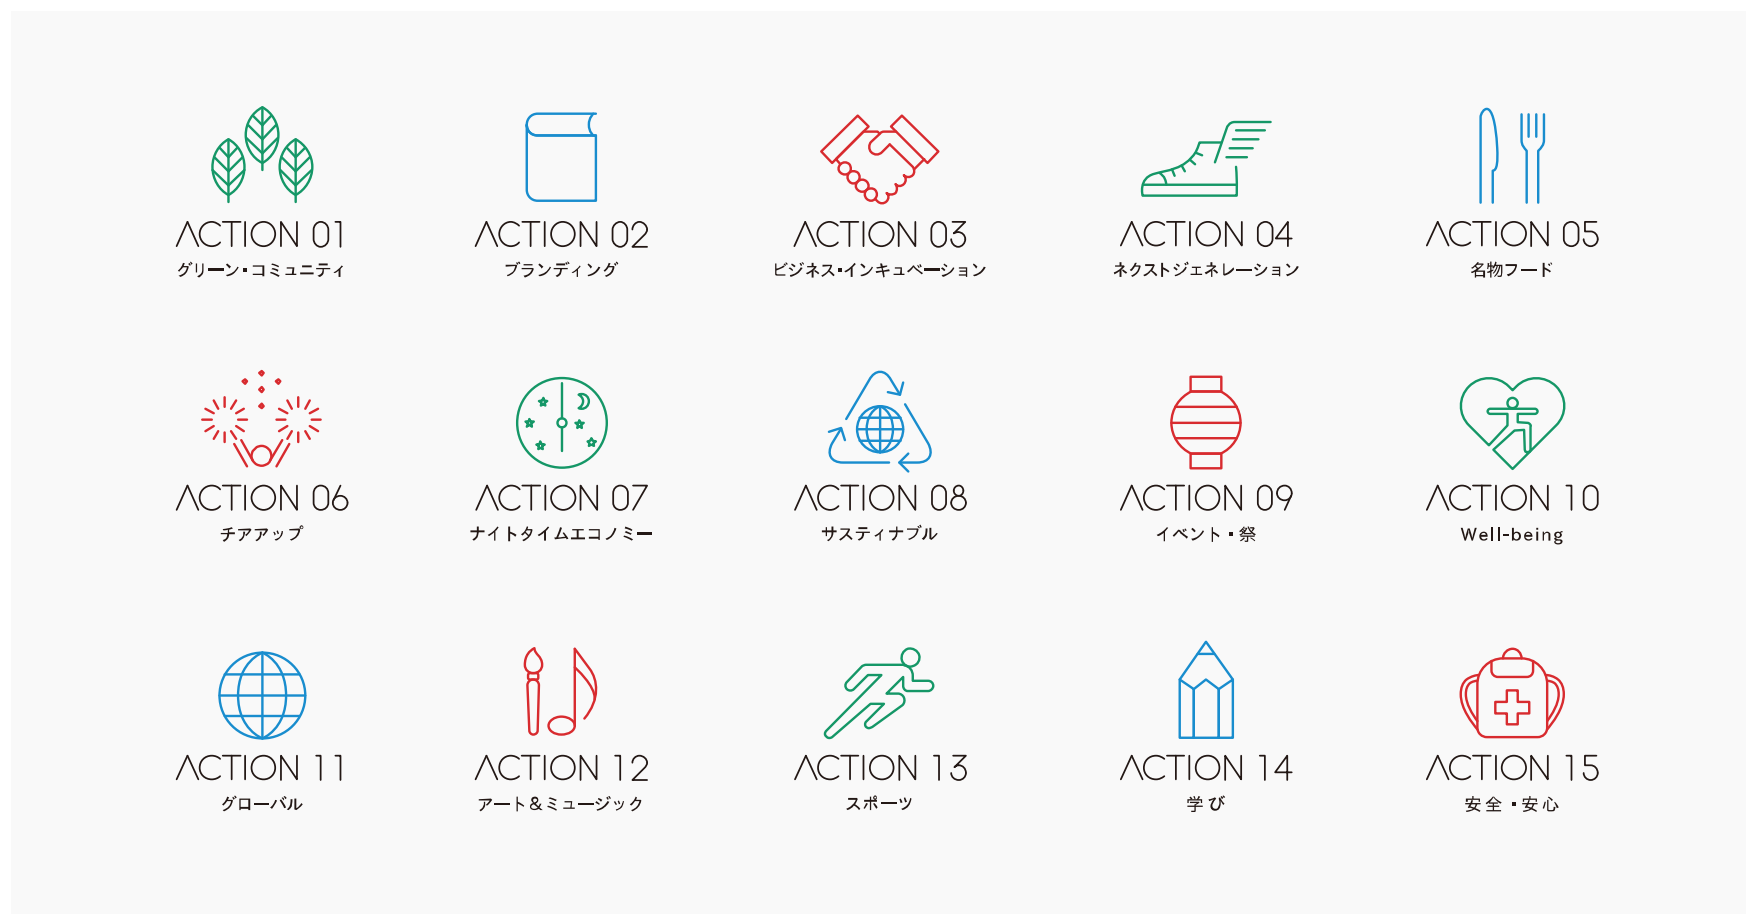 ACTION 01
グリーン・コミュニティ
ACTION 02
ブランディング
ACTION 03
ビジネス・インキュベーション
ACTION 04
ネクストジェネレーション
ACTION 05
名物フード
ACTION 06
チアアップ
ACTION 07
ナイトタイムエコノミー
ACTION 08
サスティナブル
ACTION 09
イベント・祭
ACTION 10
Well-being
ACTION 11
グローバル
ACTION 12
アート&ミュージック
ACTION 13
スポーツ
ACTION 14
学び
ACTION 15
安全・安心